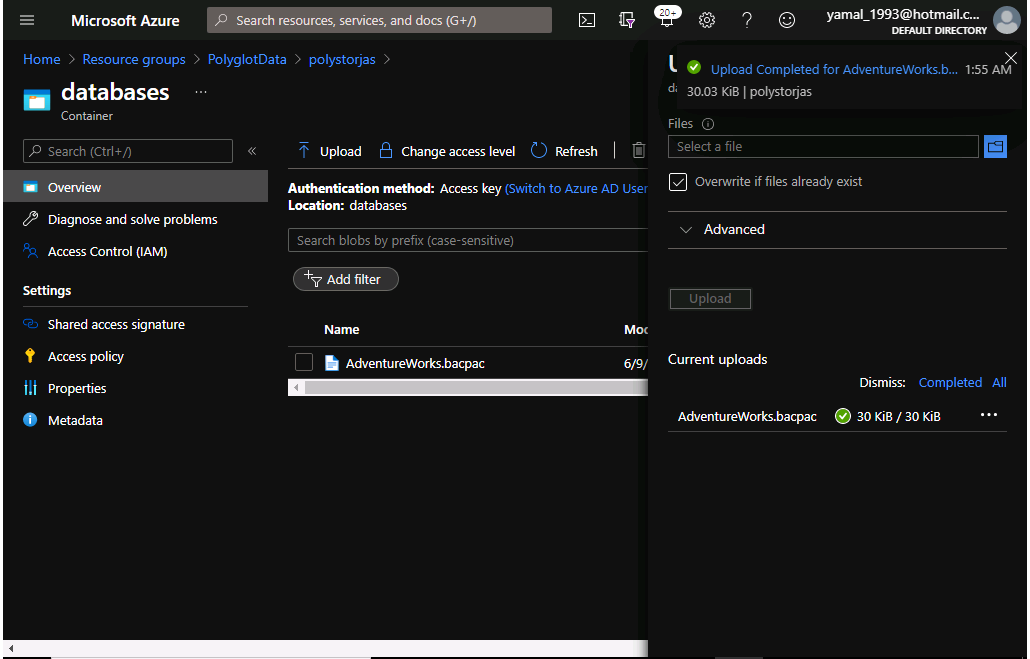 Microsoft Azure
Search resources, services, and docs (G+/)
20+
yamal_1993@hotmail.c...
DEFAULT DIRECTORY
Home > Resource groups > PolyglotData > polystorjas >
databases ...
Container
Search (Ctrl+/)
«
Overview
Diagnose and solve problems
Access Control (IAM)
Settings
Shared access signature
Access policy
Properties
Metadata
Upload
Change access level
Refresh
Authentication method: Access key (Switch to Azure AD User
Location: databases
Search blobs by prefix (case-sensitive)
Add filter
Name
AdventureWorks.bacpac
6/9/
Upload Completed for AdventureWorks.b... 1:55 AM
30.03 KiB | polystorjas
Files
Select a file
Overwrite if files already exist
Advanced
Upload
Current uploads
Dismiss: Completed All
AdventureWorks.bacpac 30 KiB / 30 KiB ...